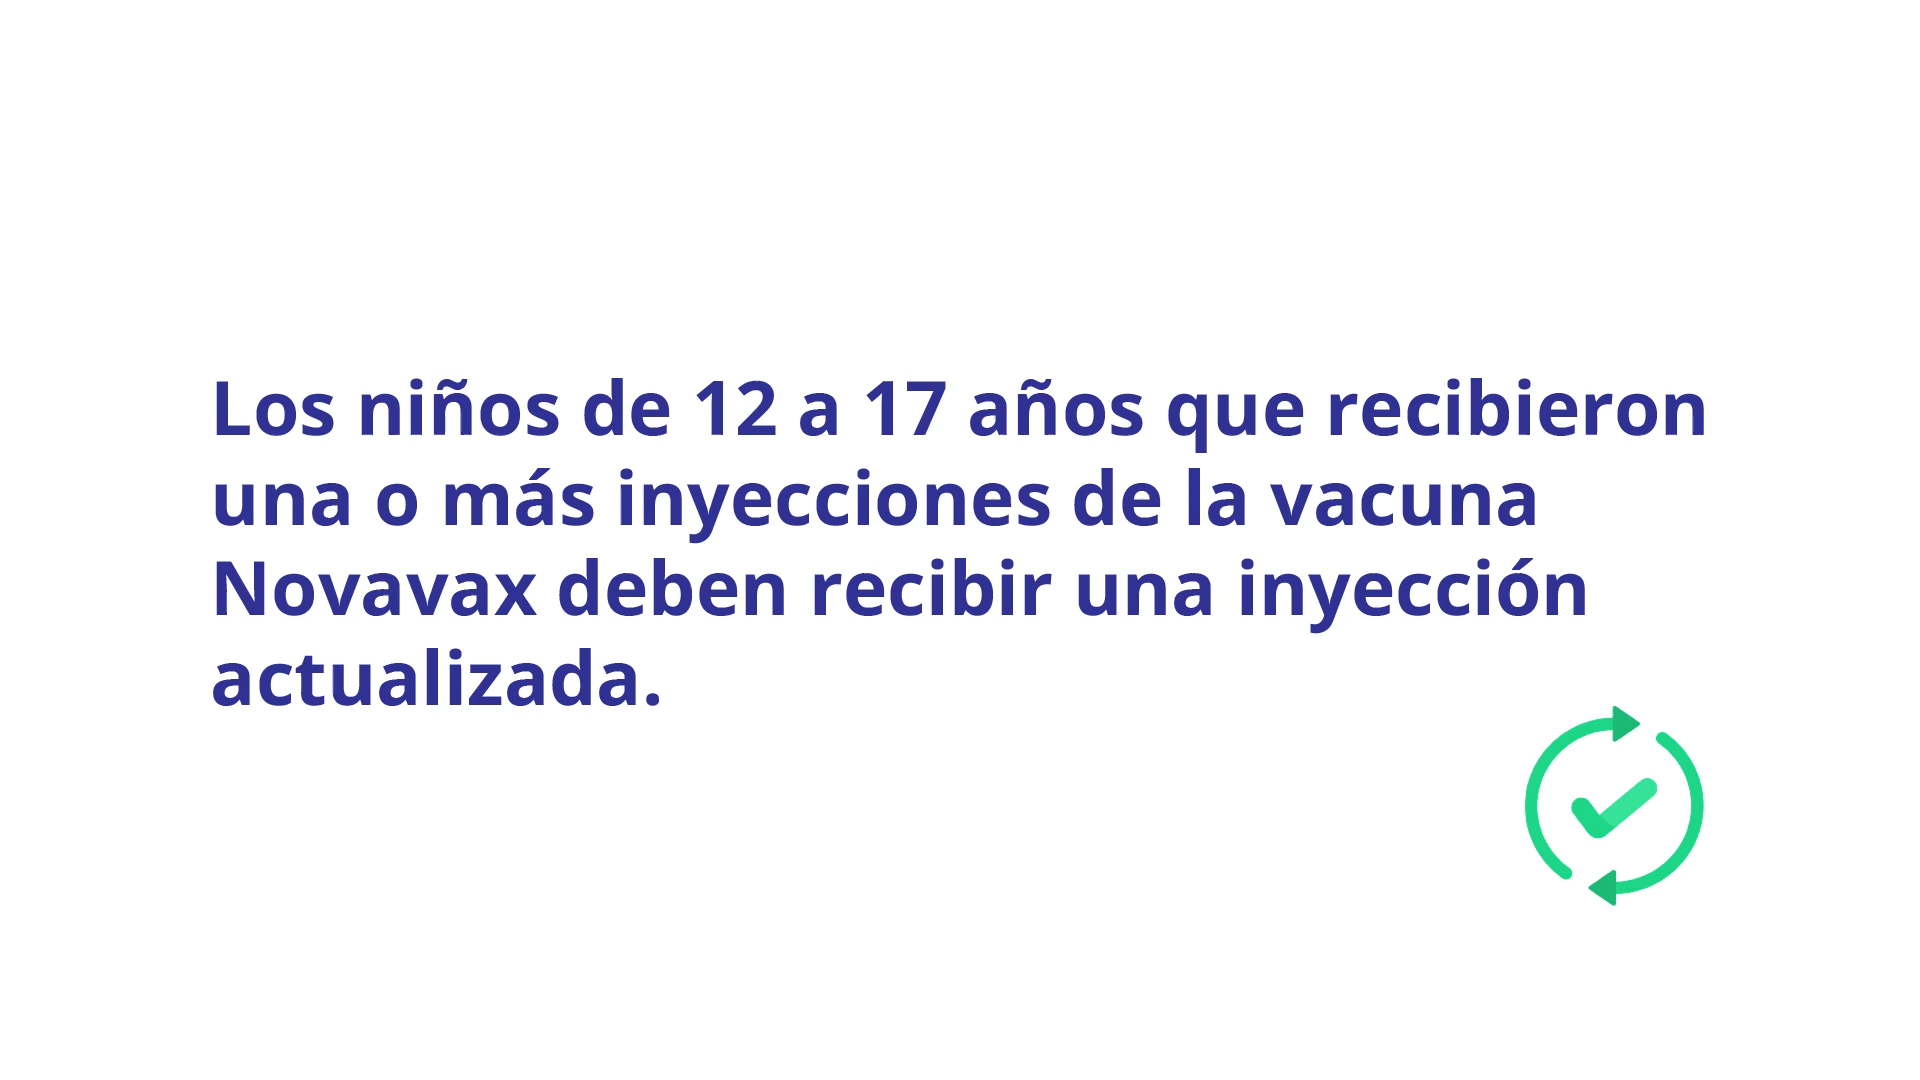 Los niños de 12 a 17 años que recibieron
una o más inyecciones de la vacuna
Novavax deben recibir una inyección
actualizada.